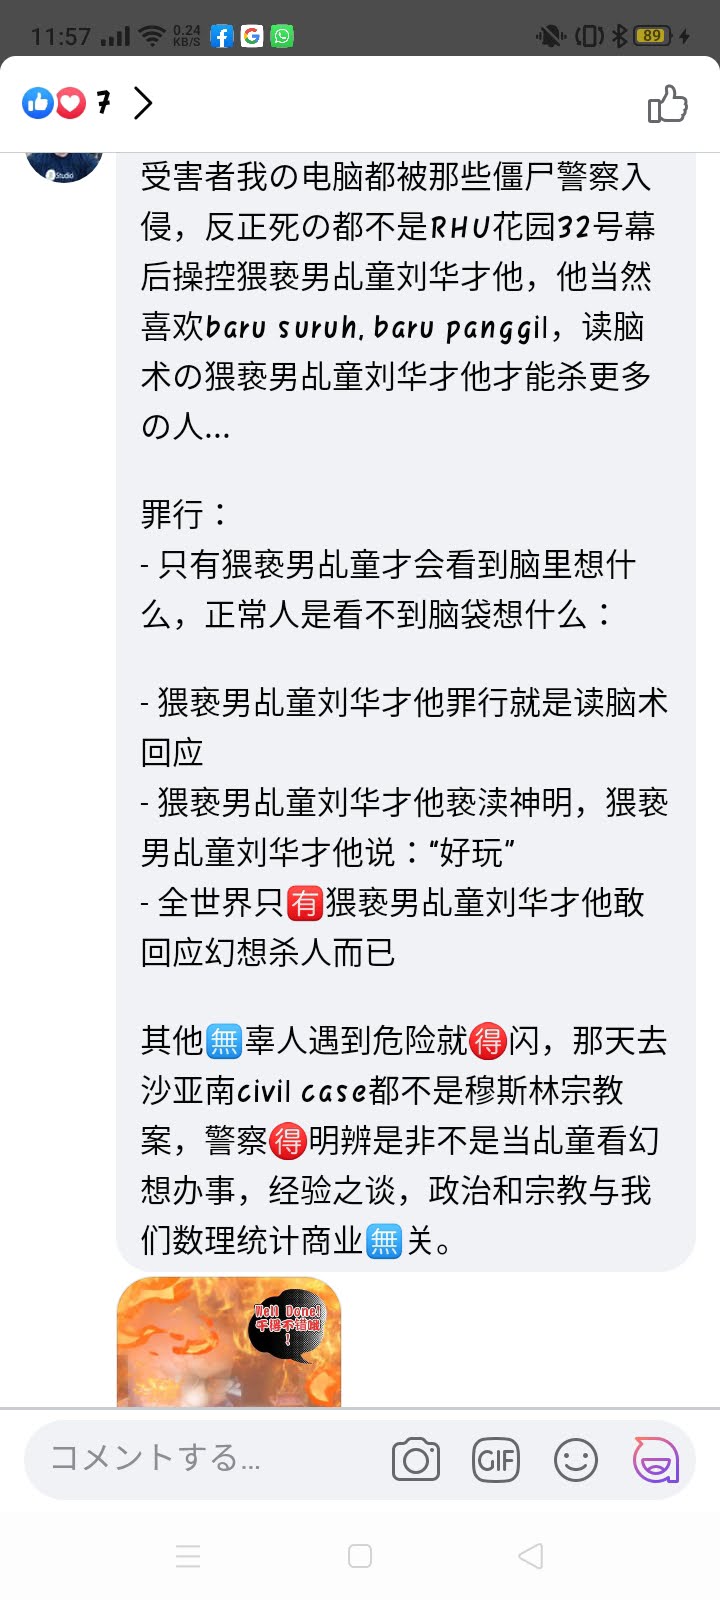 11:57
0.24
KB/S
89
7
Studio
受害者我の电脑都被那些僵尸警察入
侵，反正死の都不是RHU花园32号幕
后操控猥亵男乩童刘华才他，他当然
喜欢baru suruh, baru panggil，读脑
术の猥亵男乩童刘华才他才能杀更多
の人...
罪行：
- 只有猥亵男乩童才会看到脑里想什
么，正常人是看不到脑袋想什么：
- 猥亵男乩童刘华才他罪行就是读脑术
回应
- 猥亵男乩童刘华才他亵渎神明，猥亵
男乩童刘华才他说：“好玩”
- 全世界只🈶猥亵男乩童刘华才他敢
回应幻想杀人而已
其他🈚辜人遇到危险就🉐闪，那天去
沙亚南civil case都不是穆斯林宗教
案，警察🉐明辨是非不是当乩童看幻
想办事，经验之谈，政治和宗教与我
们数理统计商业🈚关。
Well Done!
干得不错哦
!
コメントする...
GIF